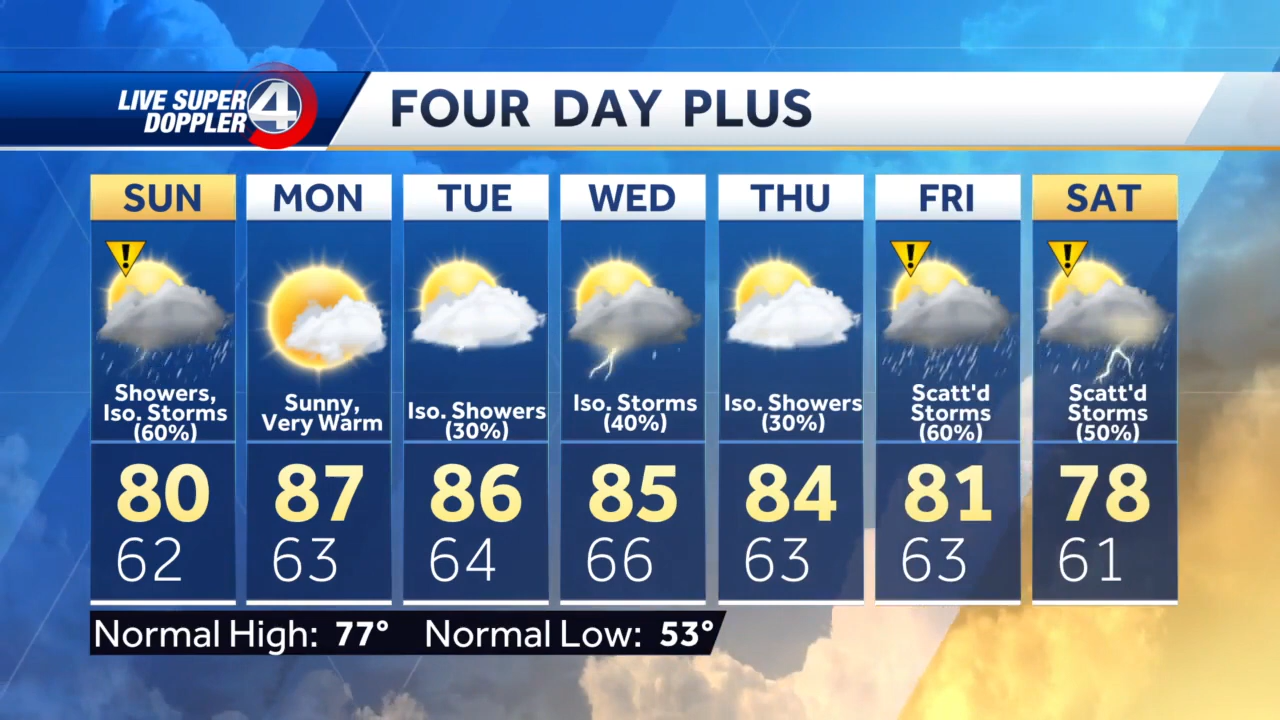 LIVE SUPER
DOPPLER 4
FOUR DAY PLUS
SUN MON TUE WED THU FRI SAT
! ! !
Showers,
Iso. Storms
(60%)
Sunny,
Very Warm
Iso. Showers
(30%)
Iso. Storms
(40%)
Iso. Showers
(30%)
Scatt'd
Storms
(60%)
Scatt'd
Storms
(50%)
80 87 86 85 84 81 78
62 63 64 66 63 63 61
Normal High: 77° Normal Low: 53°